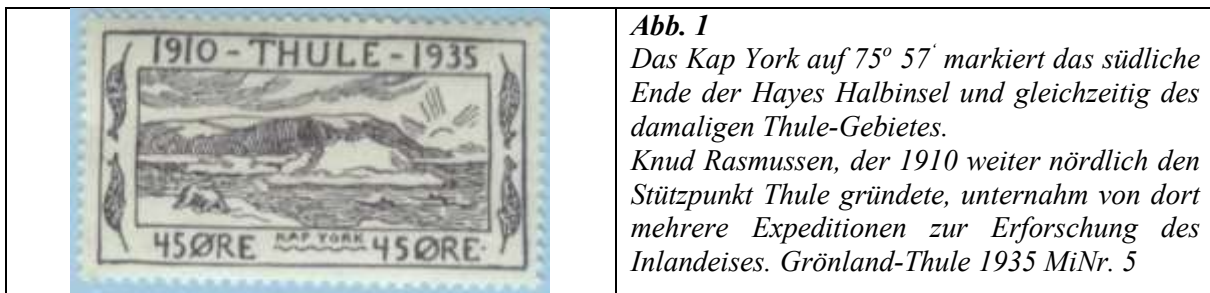 1910 - THULE - 1935
45ØRE KAP YORK 45ØRE
Abb. 1
Das Kap York auf 75º 57‘ markiert das südliche
Ende der Hayes Halbinsel und gleichzeitig des
damaligen Thule-Gebietes.
Knud Rasmussen, der 1910 weiter nördlich den
Stützpunkt Thule gründete, unternahm von dort
mehrere Expeditionen zur Erforschung des
Inlandeises. Grönland-Thule 1935 MiNr. 5